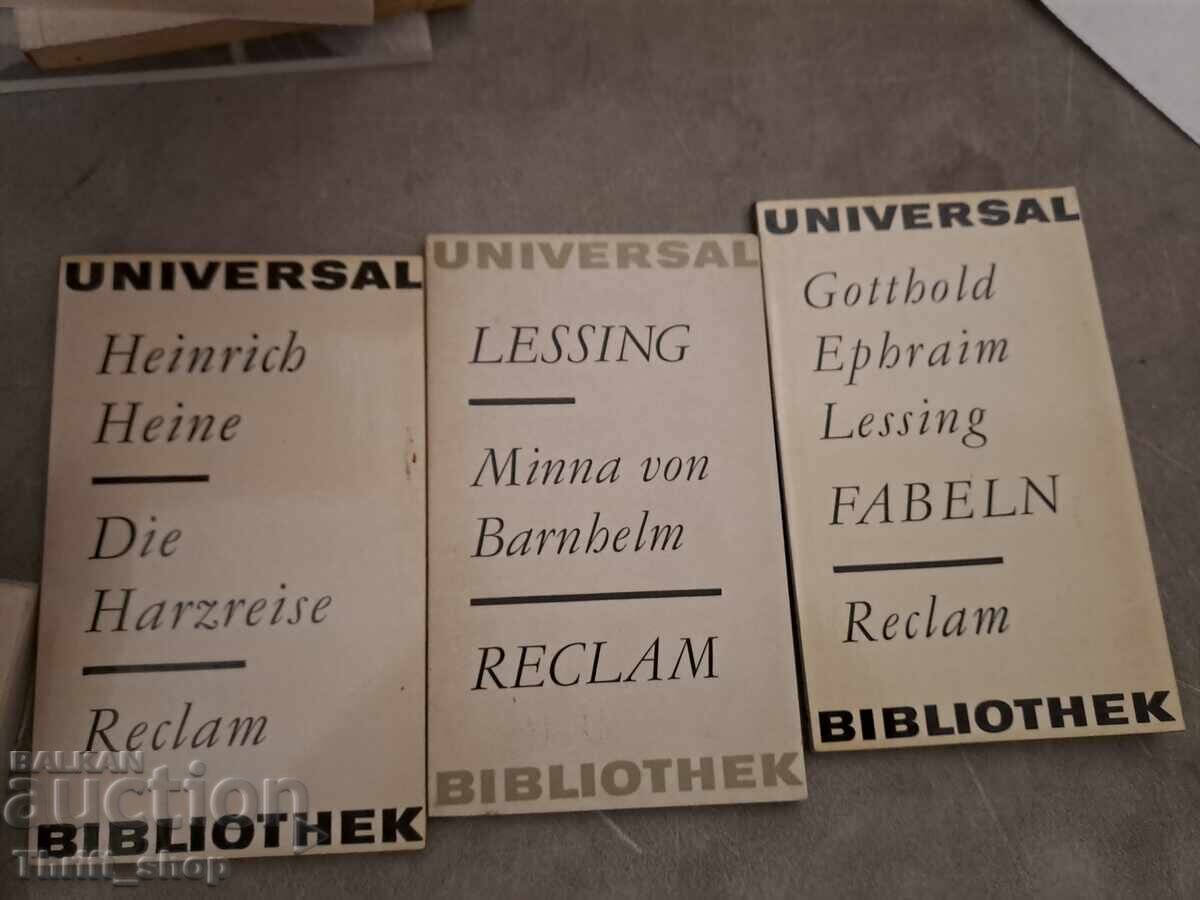 UNIVERSAL
Heinrich
Heine
Die
Harzreise
Reclam
BIBLIOTHEK
UNIVERSAL
LESSING
Minna von
Barnhelm
RECLAM
BIBLIOTHEK
UNIVERSAL
Gotthold
Ephraim
Lessing
FABELN
Reclam
BIBLIOTHEK
BALKAN
auction
Thrift_shop